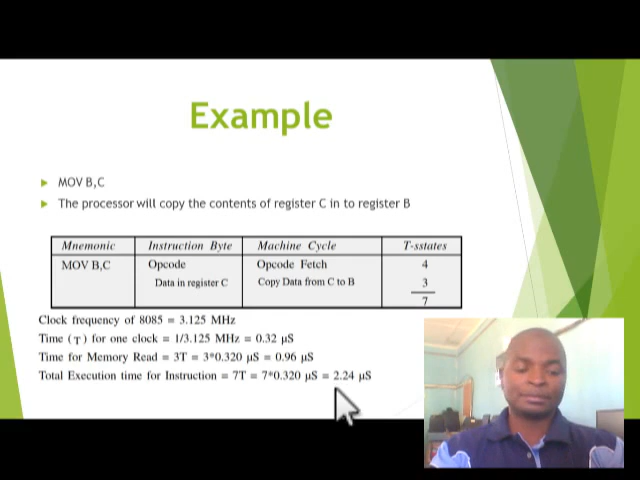 Example
MOV B,C
The processor will copy the contents of register C in to register B
Mnemonic Instruction Byte Machine Cycle T-sstates
MOV B,C Opcode Opcode Fetch 4
Data in register C Copy Data from C to B 3
7
Clock frequency of 8085 = 3.125 MHz
Time (T) for one clock = 1/3.125 MHz = 0.32 μS
Time for Memory Read = 3T = 3*0.320 μS = 0.96 μS
Total Execution time for Instruction = 7T = 7*0.320 μS = 2.24 μS